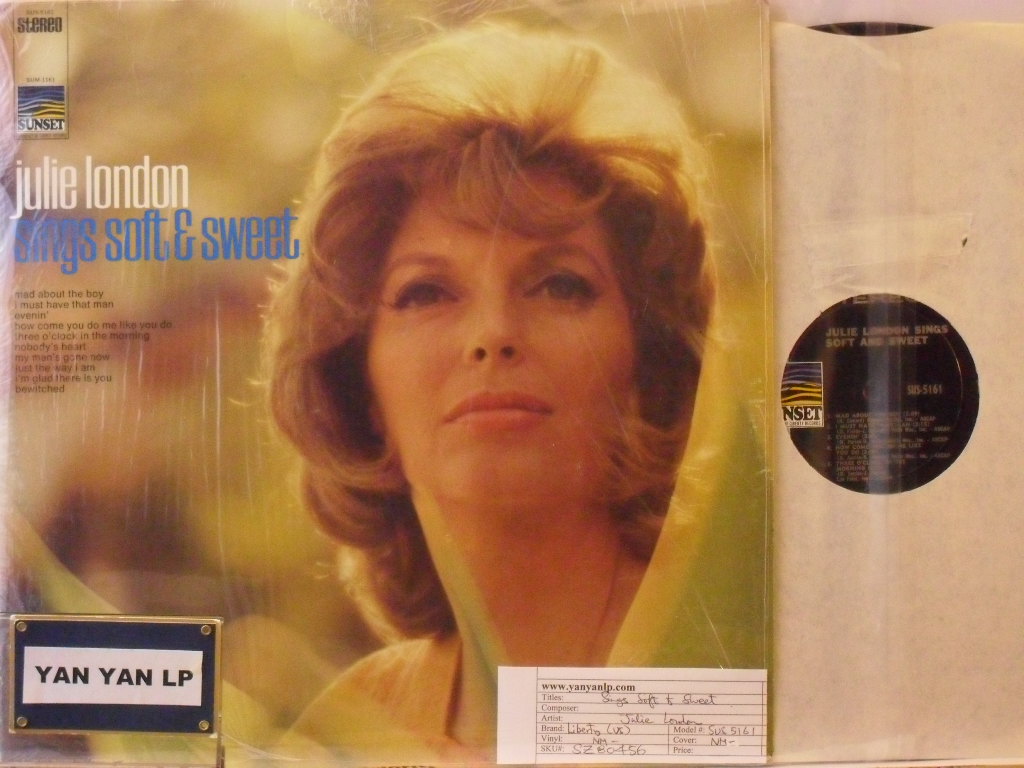 STEREO
SUM-1161
SUNSET
julie london
sings soft & sweet
mad about the boy
i must have that man
evenin'
how come you do me like you do
three o'clock in the morning
nobody's heart
my man's gone now
just the way i am
i'm glad there is you
bewitched
JULIE LONDON SINGS
SOFT AND SWEET
NSET
SUS-5161
YAN YAN LP
www.yanyanlp.com
Titles: Sings Soft & Sweet
Composer:
Artist: Julie London
Brand: Liberty (US) Model #: SUS 5161
Vinyl: NM- Cover: NM-
SKU#: SZB0456 Price: